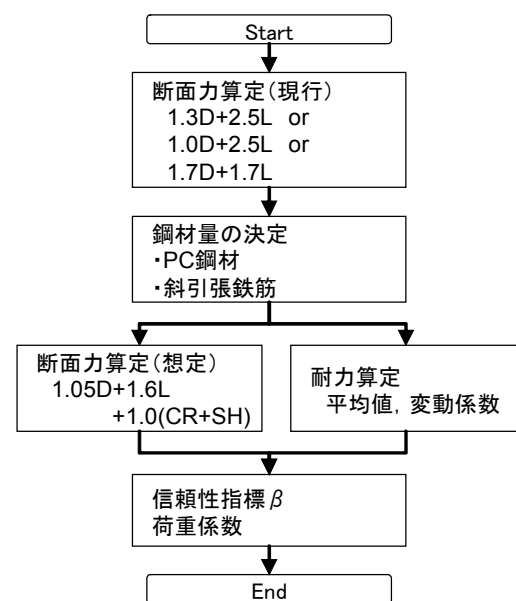 Start
断面力算定(現行)
1.3D+2.5L or
1.0D+2.5L or
1.7D+1.7L
鋼材量の決定
・PC鋼材
・斜引張鉄筋
断面力算定(想定)
1.05D+1.6L
+1.0(CR+SH)
耐力算定
平均値，変動係数
信頼性指標β
荷重係数
End